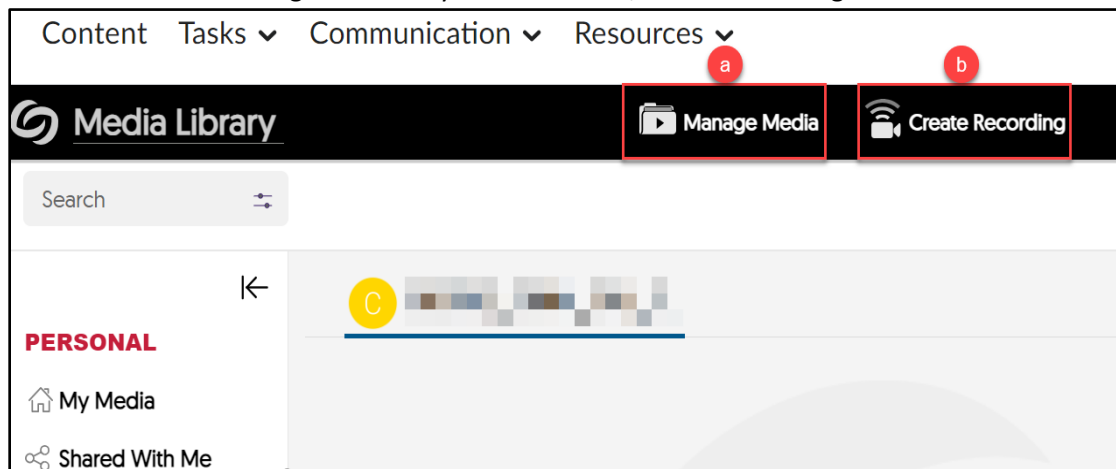 Content Tasks Communication Resources
a b
Media Library Manage Media Create Recording
Search
C
PERSONAL
My Media
Shared With Me